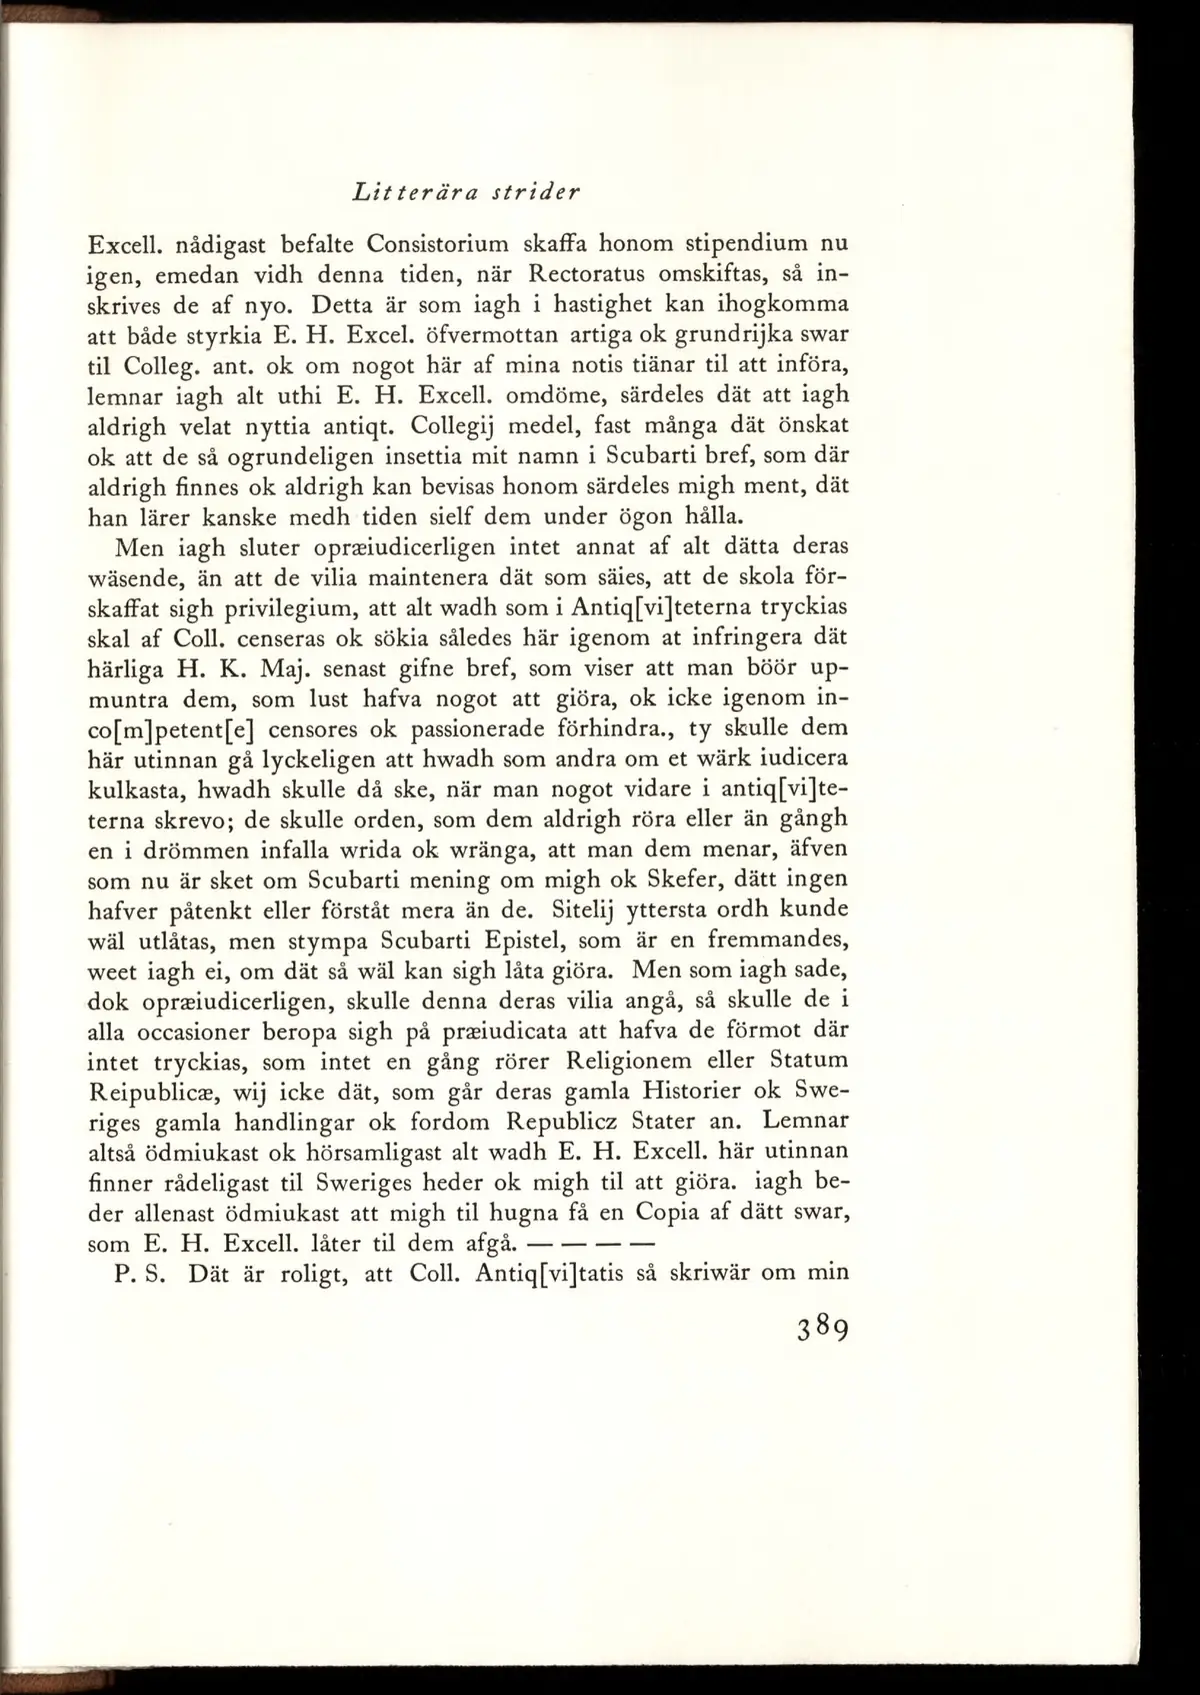 Litterära strider
Excell. nådigast befalte Consistorium skaffa honom stipendium nu
igen, emedan vidh denna tiden, när Rectoratus omskiftas, så in-
skrives de af nyo. Detta är som iagh i hastighet kan ihogkomma
att både styrkia E. H. Excel. öfvermottan artiga ok grundrijka swar
til Colleg. ant. ok om nogot här af mina notis tiänar til att införa,
lemnar iagh alt uthi E. H. Excell. omdöme, särdeles dät att iagh
aldrigh velat nyttia antiqt. Collegij medel, fast många dät önskat
ok att de så ogrundeligen insettia mit namn i Scubarti bref, som där
aldrigh finnes ok aldrigh kan bevisas honom särdeles migh ment, dät
han lärer kanske medh tiden sielf dem under ögon hålla.
Men iagh sluter opræiudicerligen intet annat af alt dätta deras
wäsende, än att de vilia maintenera dät som säies, att de skola för-
skaffat sigh privilegium, att alt wadh som i Antiq[vi]teterna tryckias
skal af Coll. censeras ok sökia således här igenom at infringera dät
härliga H. K. Maj. senast gifne bref, som viser att man böör up-
muntra dem, som lust hafva nogot att giöra, ok icke igenom in-
co[m]petent[e] censores ok passionerade förhindra., ty skulle dem
här utinnan gå lyckeligen att hwadh som andra om et wärk iudicera
kulkasta, hwadh skulle då ske, när man nogot vidare i antiq[vi]te-
terna skrevo; de skulle orden, som dem aldrigh röra eller än gångh
en i drömmen infalla wrida ok wränga, att man dem menar, äfven
som nu är sket om Scubarti mening om migh ok Skefer, dätt ingen
hafver påtenkt eller förståt mera än de. Sitelij yttersta ordh kunde
wäl utlåtas, men stympa Scubarti Epistel, som är en fremmandes,
weet iagh ei, om dät så wäl kan sigh låta giöra. Men som iagh sade,
dok opræiudicerligen, skulle denna deras vilia angå, så skulle de i
alla occasioner beropa sigh på præiudicata att hafva de förmot där
intet tryckias, som intet en gång rörer Religionem eller Statum
Reipublicæ, wij icke dät, som går deras gamla Historier ok Swe-
riges gamla handlingar ok fordom Republicz Stater an. Lemnar
altså ödmiukast ok hörsamligast alt wadh E. H. Excell. här utinnan
finner rådeligast til Sweriges heder ok migh til att giöra. iagh be-
der allenast ödmiukast att migh til hugna få en Copia af dätt swar,
som E. H. Excell. låter til dem afgå. — — — —
P. S. Dät är roligt, att Coll. Antiq[vi]tatis så skriwär om min
389